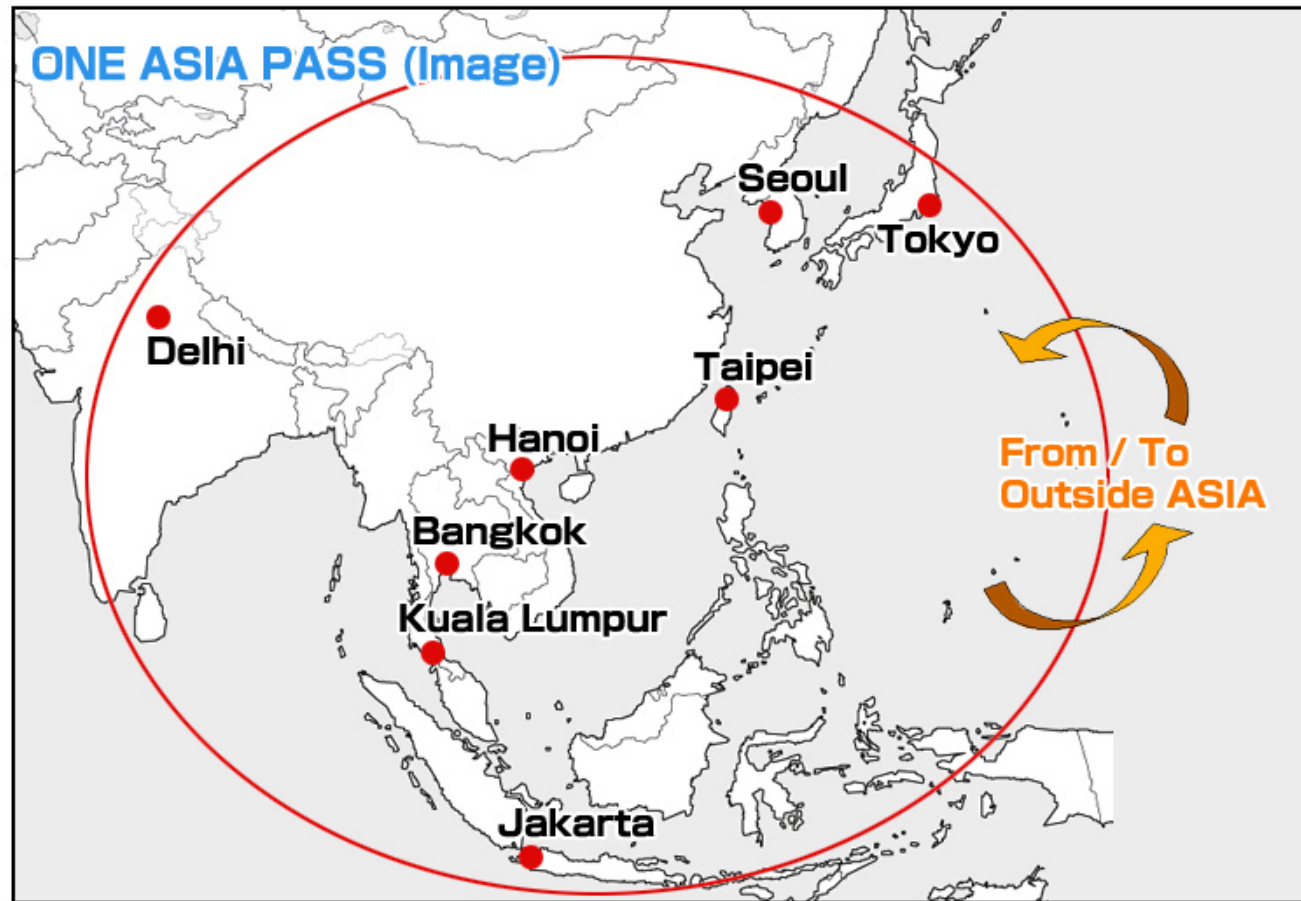 ONE ASIA PASS (Image)
Seoul
Tokyo
Delhi
Taipei
Hanoi
From / To
Outside ASIA
Bangkok
Kuala Lumpur
Jakarta